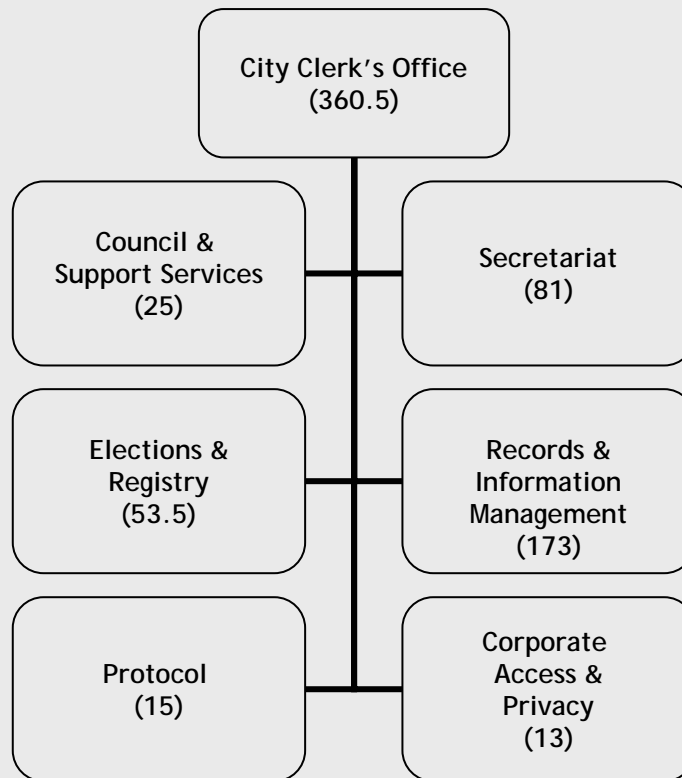 City Clerk's Office
(360.5)
Council &
Support Services
(25)
Secretariat
(81)
Elections &
Registry
(53.5)
Records &
Information
Management
(173)
Protocol
(15)
Corporate
Access &
Privacy
(13)